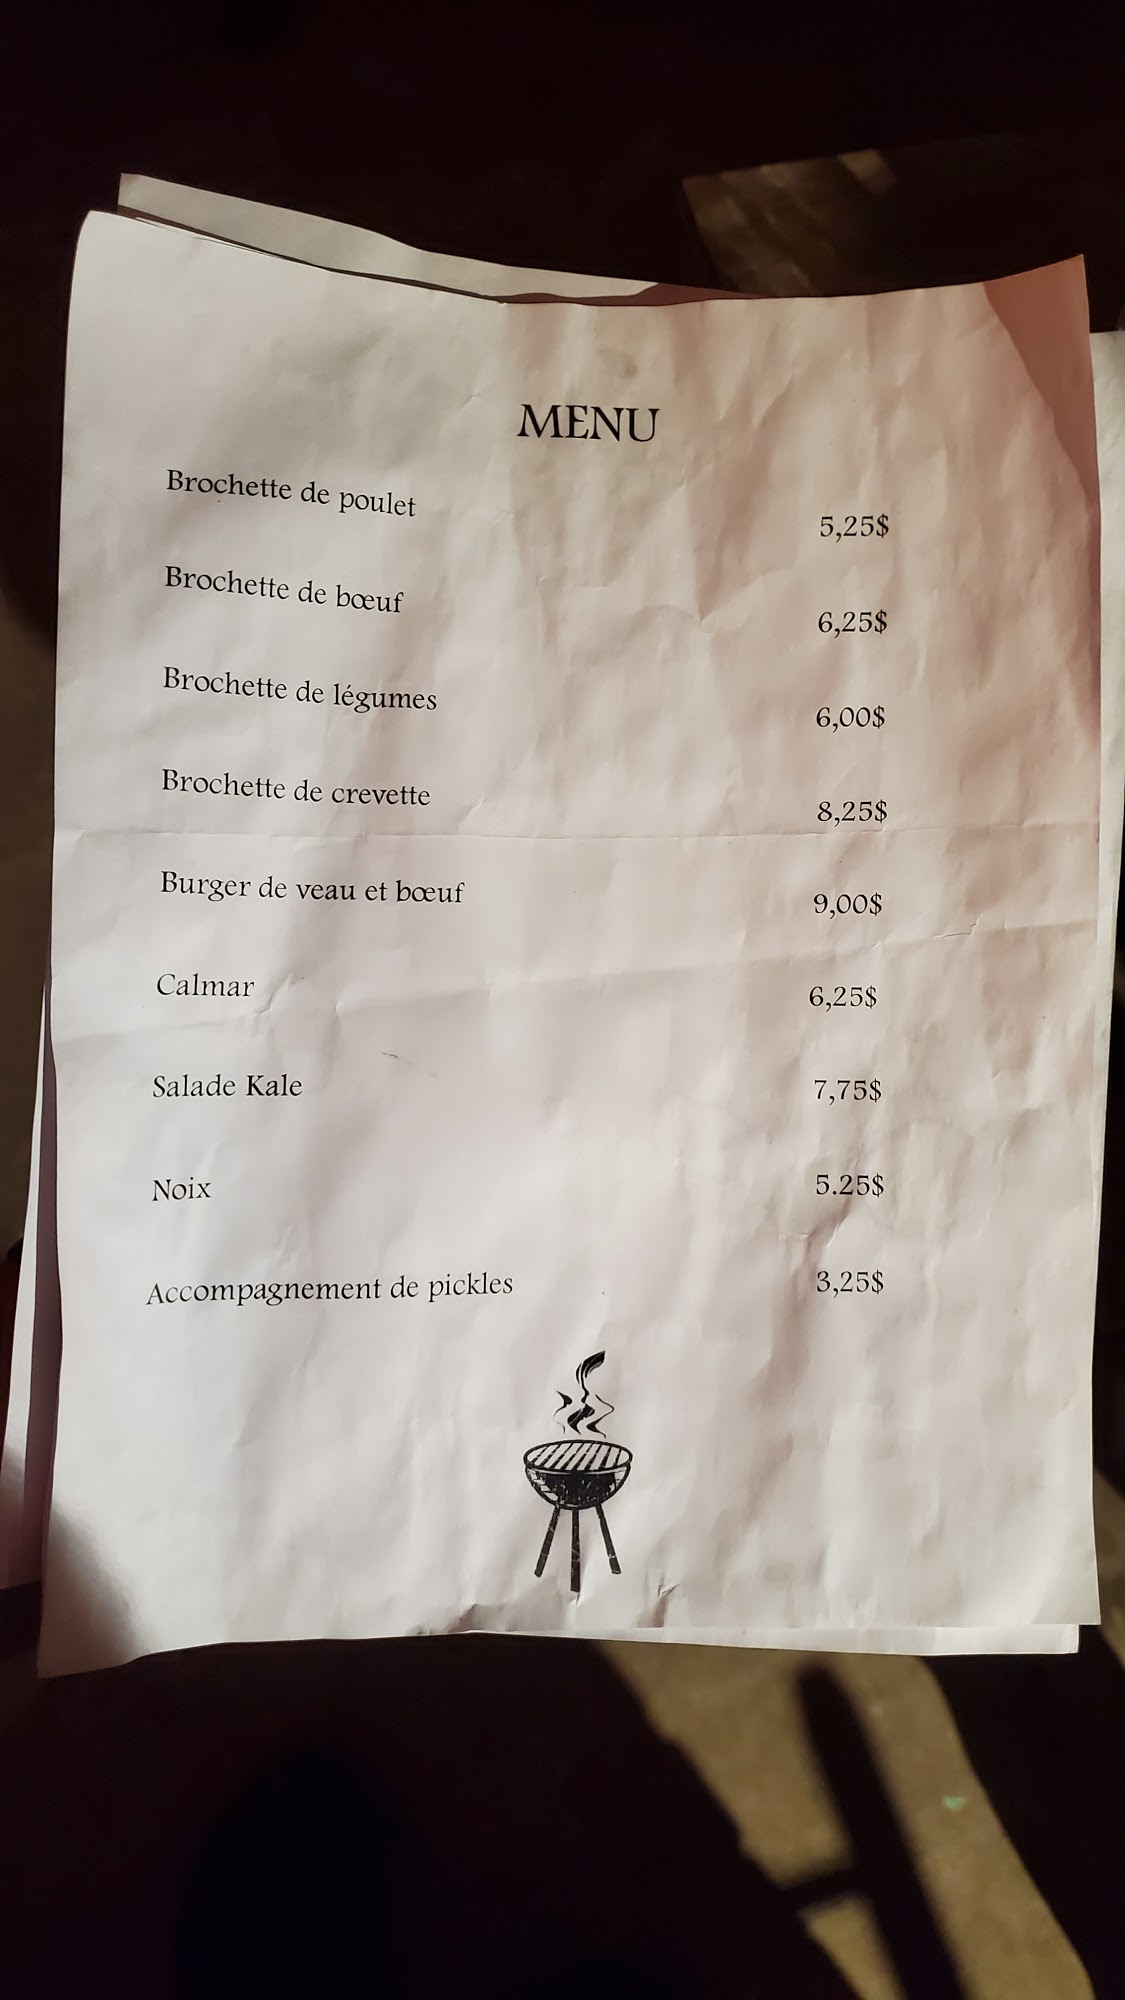 MENU
Brochette de poulet 5,25$
Brochette de bœuf 6,25$
Brochette de légumes 6,00$
Brochette de crevette 8,25$
Burger de veau et bœuf 9,00$
Calmar 6,25$
Salade Kale 7,75$
Noix 5.25$
Accompagnement de pickles 3,25$